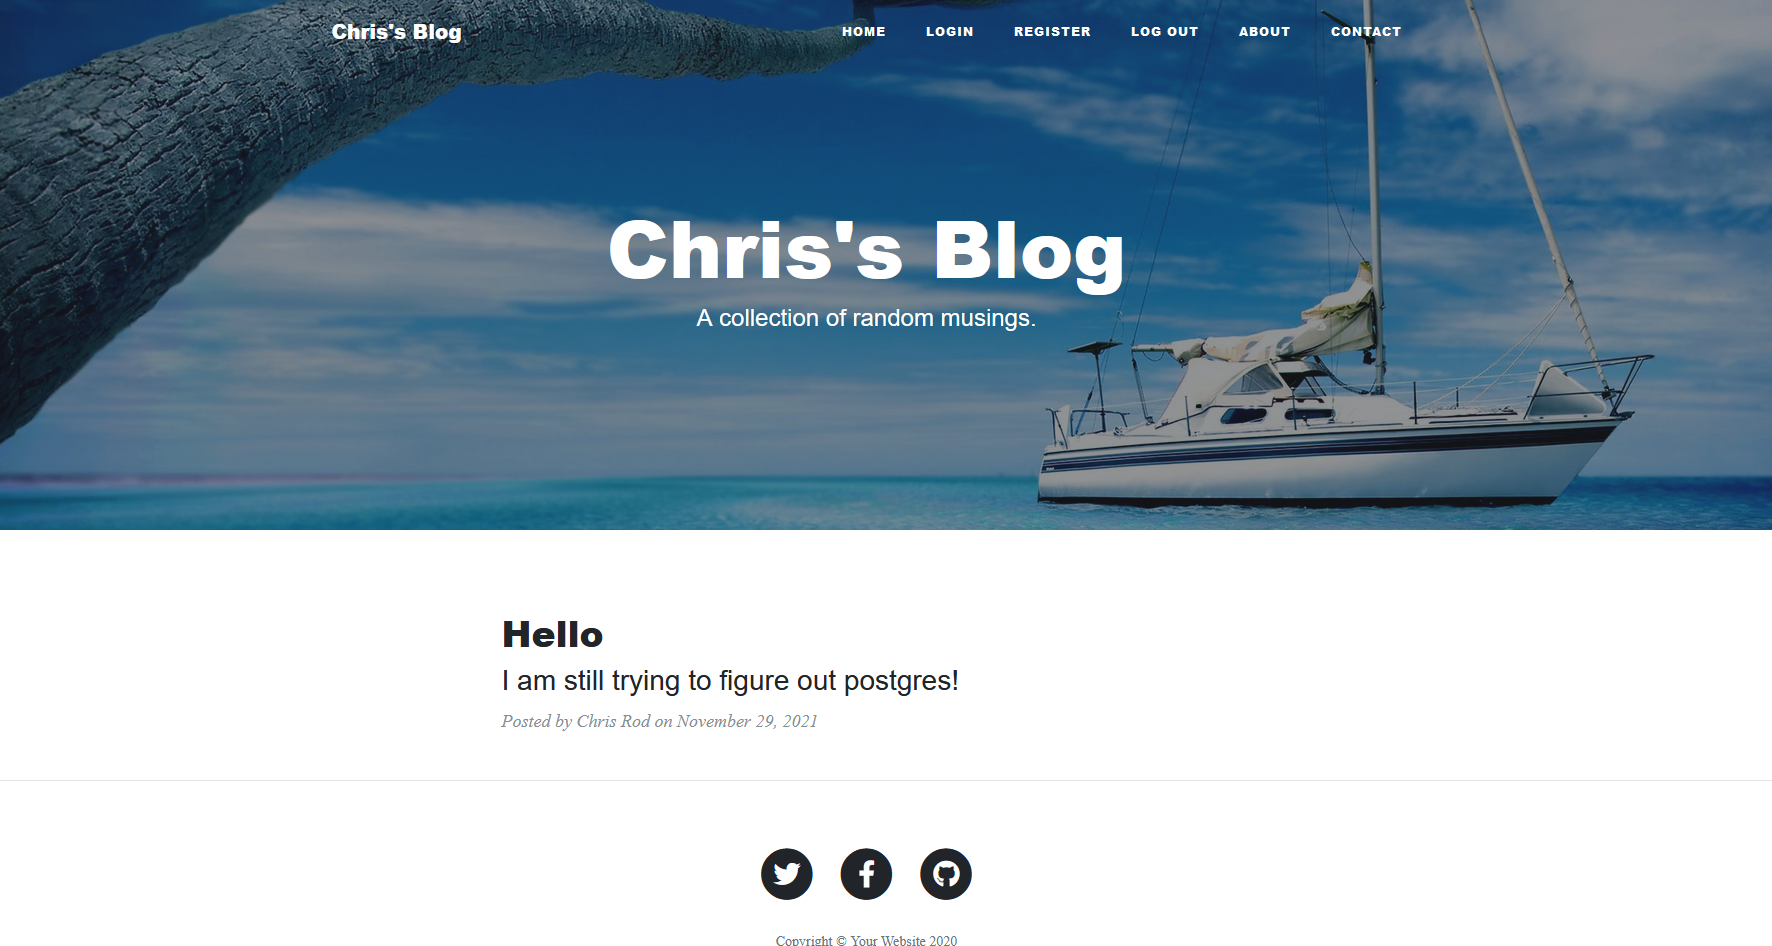 Chris's Blog
HOME LOGIN REGISTER LOG OUT ABOUT CONTACT
Chris's Blog
A collection of random musings.
Hello
I am still trying to figure out postgres!
Posted by Chris Rod on November 29, 2021
Copyright © Your Website 2020